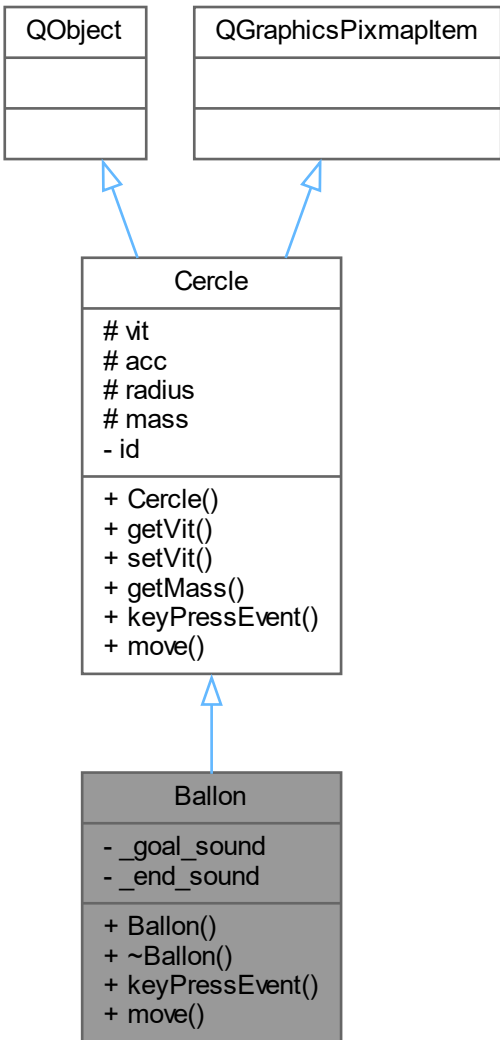 QObject
QGraphicsPixmapItem
Cercle
# vit
# acc
# radius
# mass
- id
+ Cercle()
+ getVit()
+ setVit()
+ getMass()
+ keyPressEvent()
+ move()
Ballon
- _goal_sound
- _end_sound
+ Ballon()
+ ~Ballon()
+ keyPressEvent()
+ move()